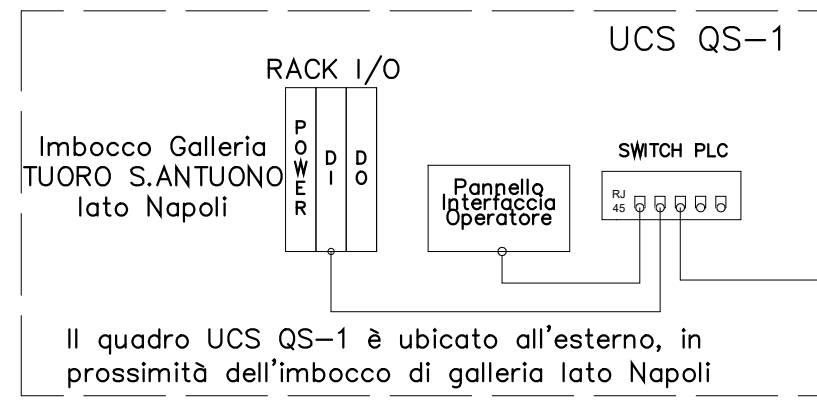 UCS QS-1
RACK I/O
POWER
DI
DO
Imbocco Galleria
TUORO S.ANTUONO
lato Napoli
Pannello
Interfaccia
Operatore
SWITCH PLC
RJ
45
Il quadro UCS QS-1 è ubicato all'esterno, in
prossimità dell'imbocco di galleria lato Napoli